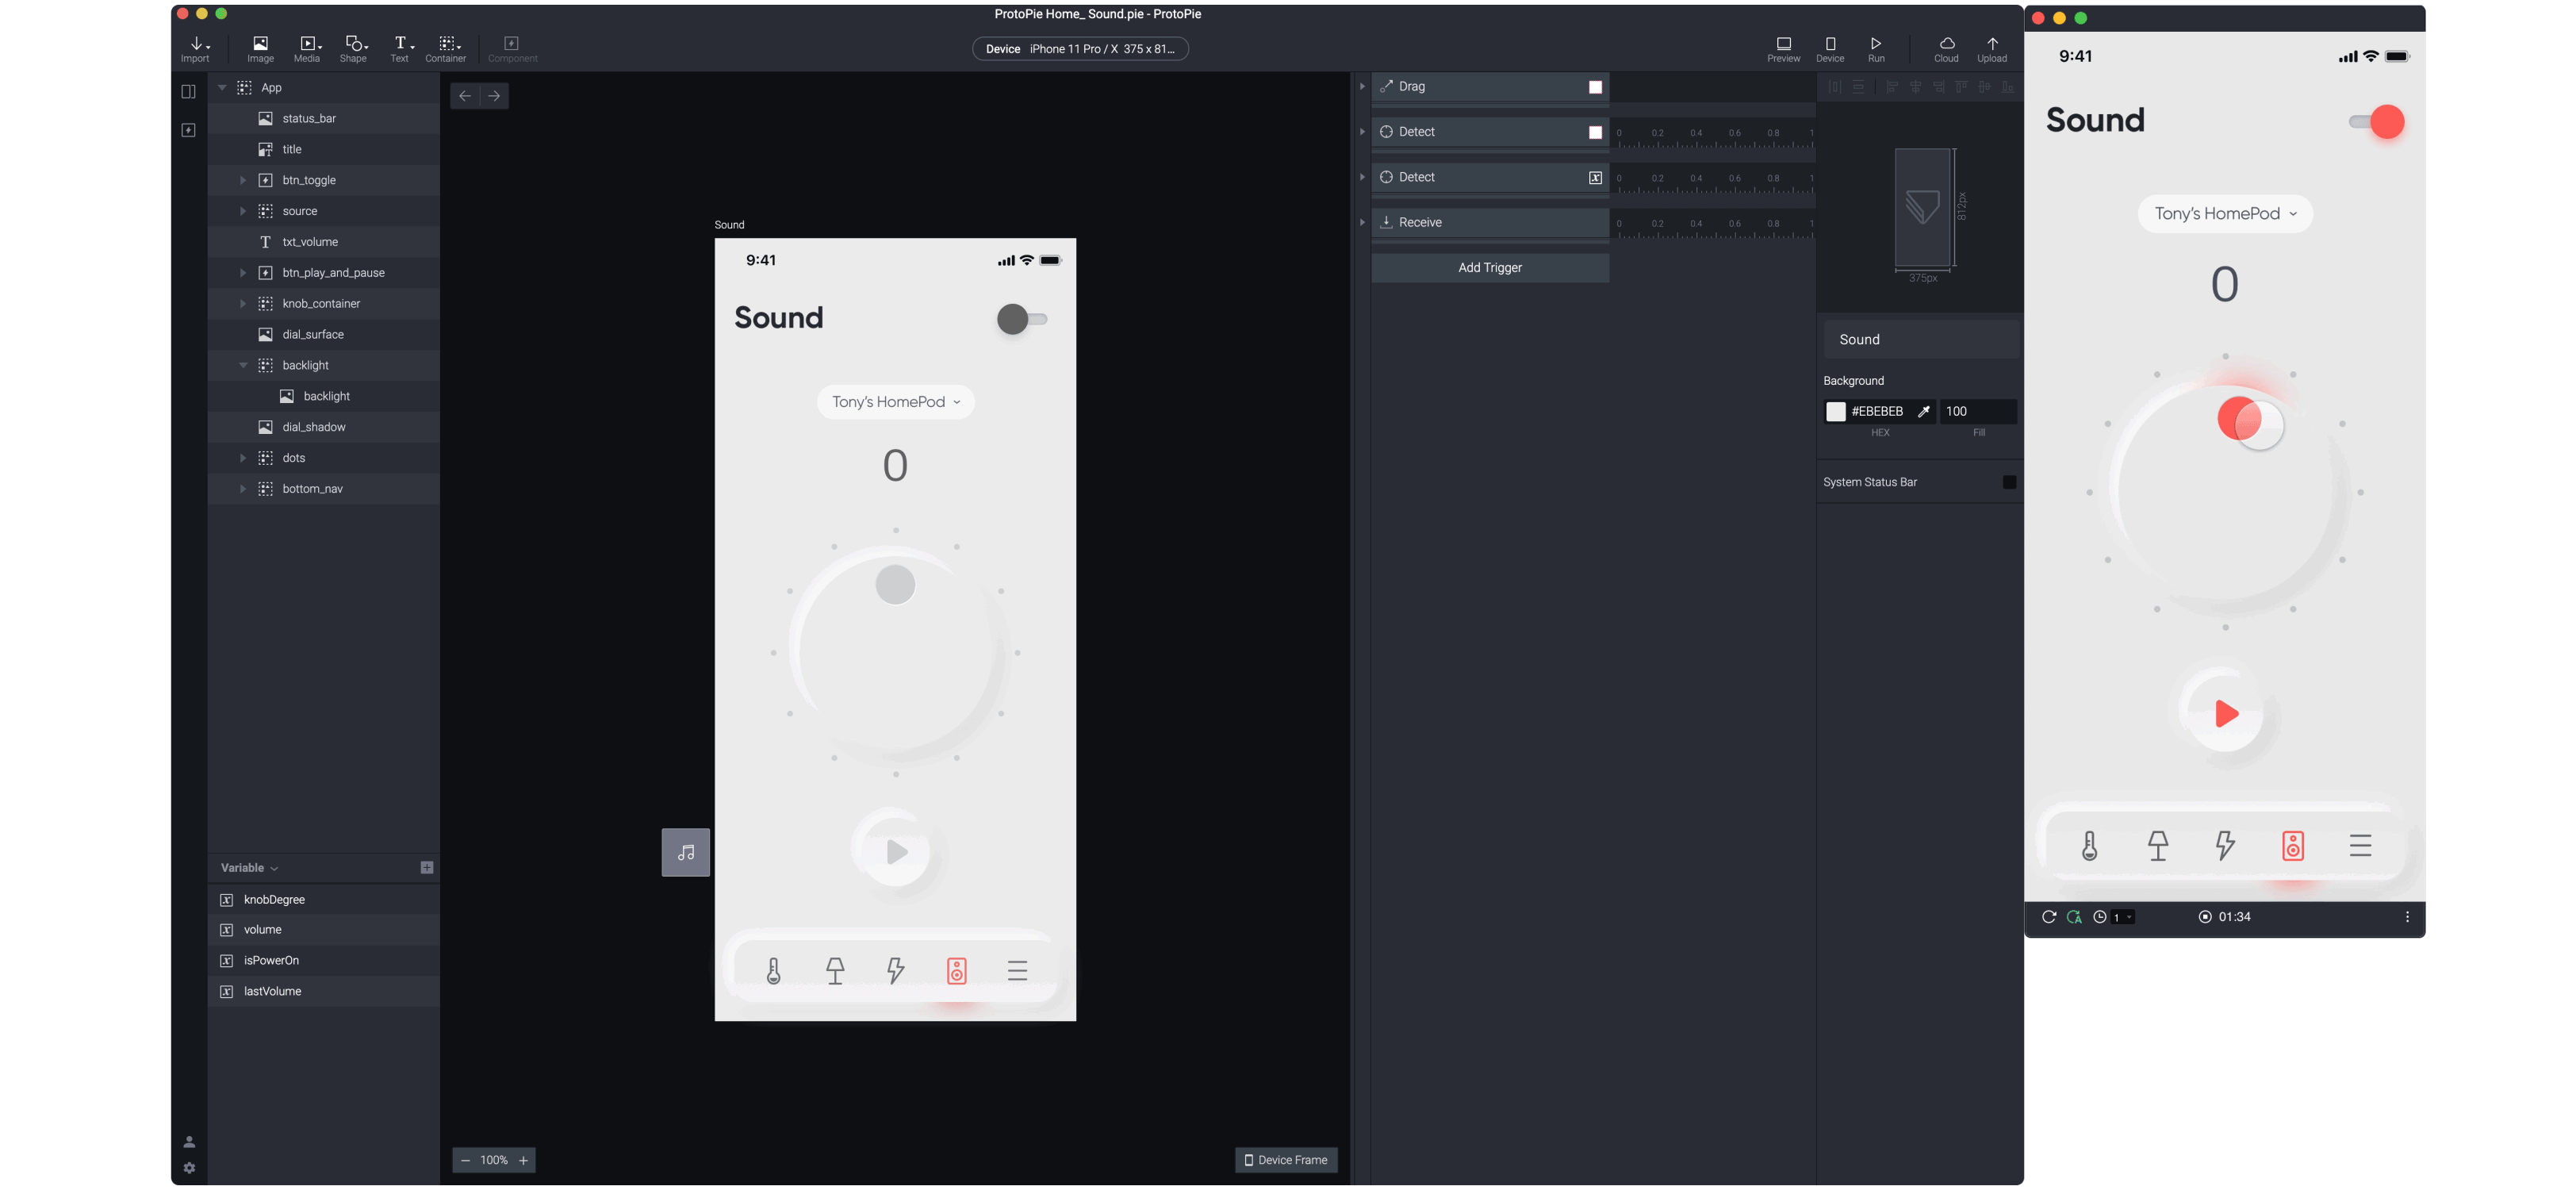 ProtoPie Home_ Sound.pie - ProtoPie
Import
Image
Media
Shape
Text
Container
Component
Device iPhone 11 Pro / X 375 x 81...
Preview
Device
Run
Cloud
Upload
App
status_bar
title
btn_toggle
source
txt_volume
btn_play_and_pause
knob_container
dial_surface
backlight
backlight
dial_shadow
dots
bottom_nav
Variable
knobDegree
volume
isPowerOn
lastVolume
Sound
9:41
Sound
Tony's HomePod
0
100%
Device Frame
Drag
Detect
0 0.2 0.4 0.6 0.8 1
Detect
0 0.2 0.4 0.6 0.8 1
Receive
0 0.2 0.4 0.6 0.8 1
Add Trigger
812px
375px
Sound
Background
#EBEBEB 100
HEX Fill
System Status Bar
9:41
Sound
Tony's HomePod
0
1
01:34